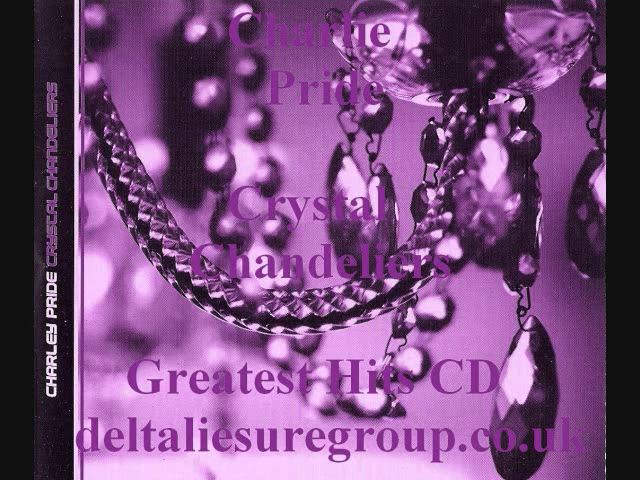 Charlie
Pride
Crystal
Chandeliers
Greatest Hits CD
deltaliesuregroup.co.uk
CHARLEY PRIDE CRYSTAL CHANDELIERS